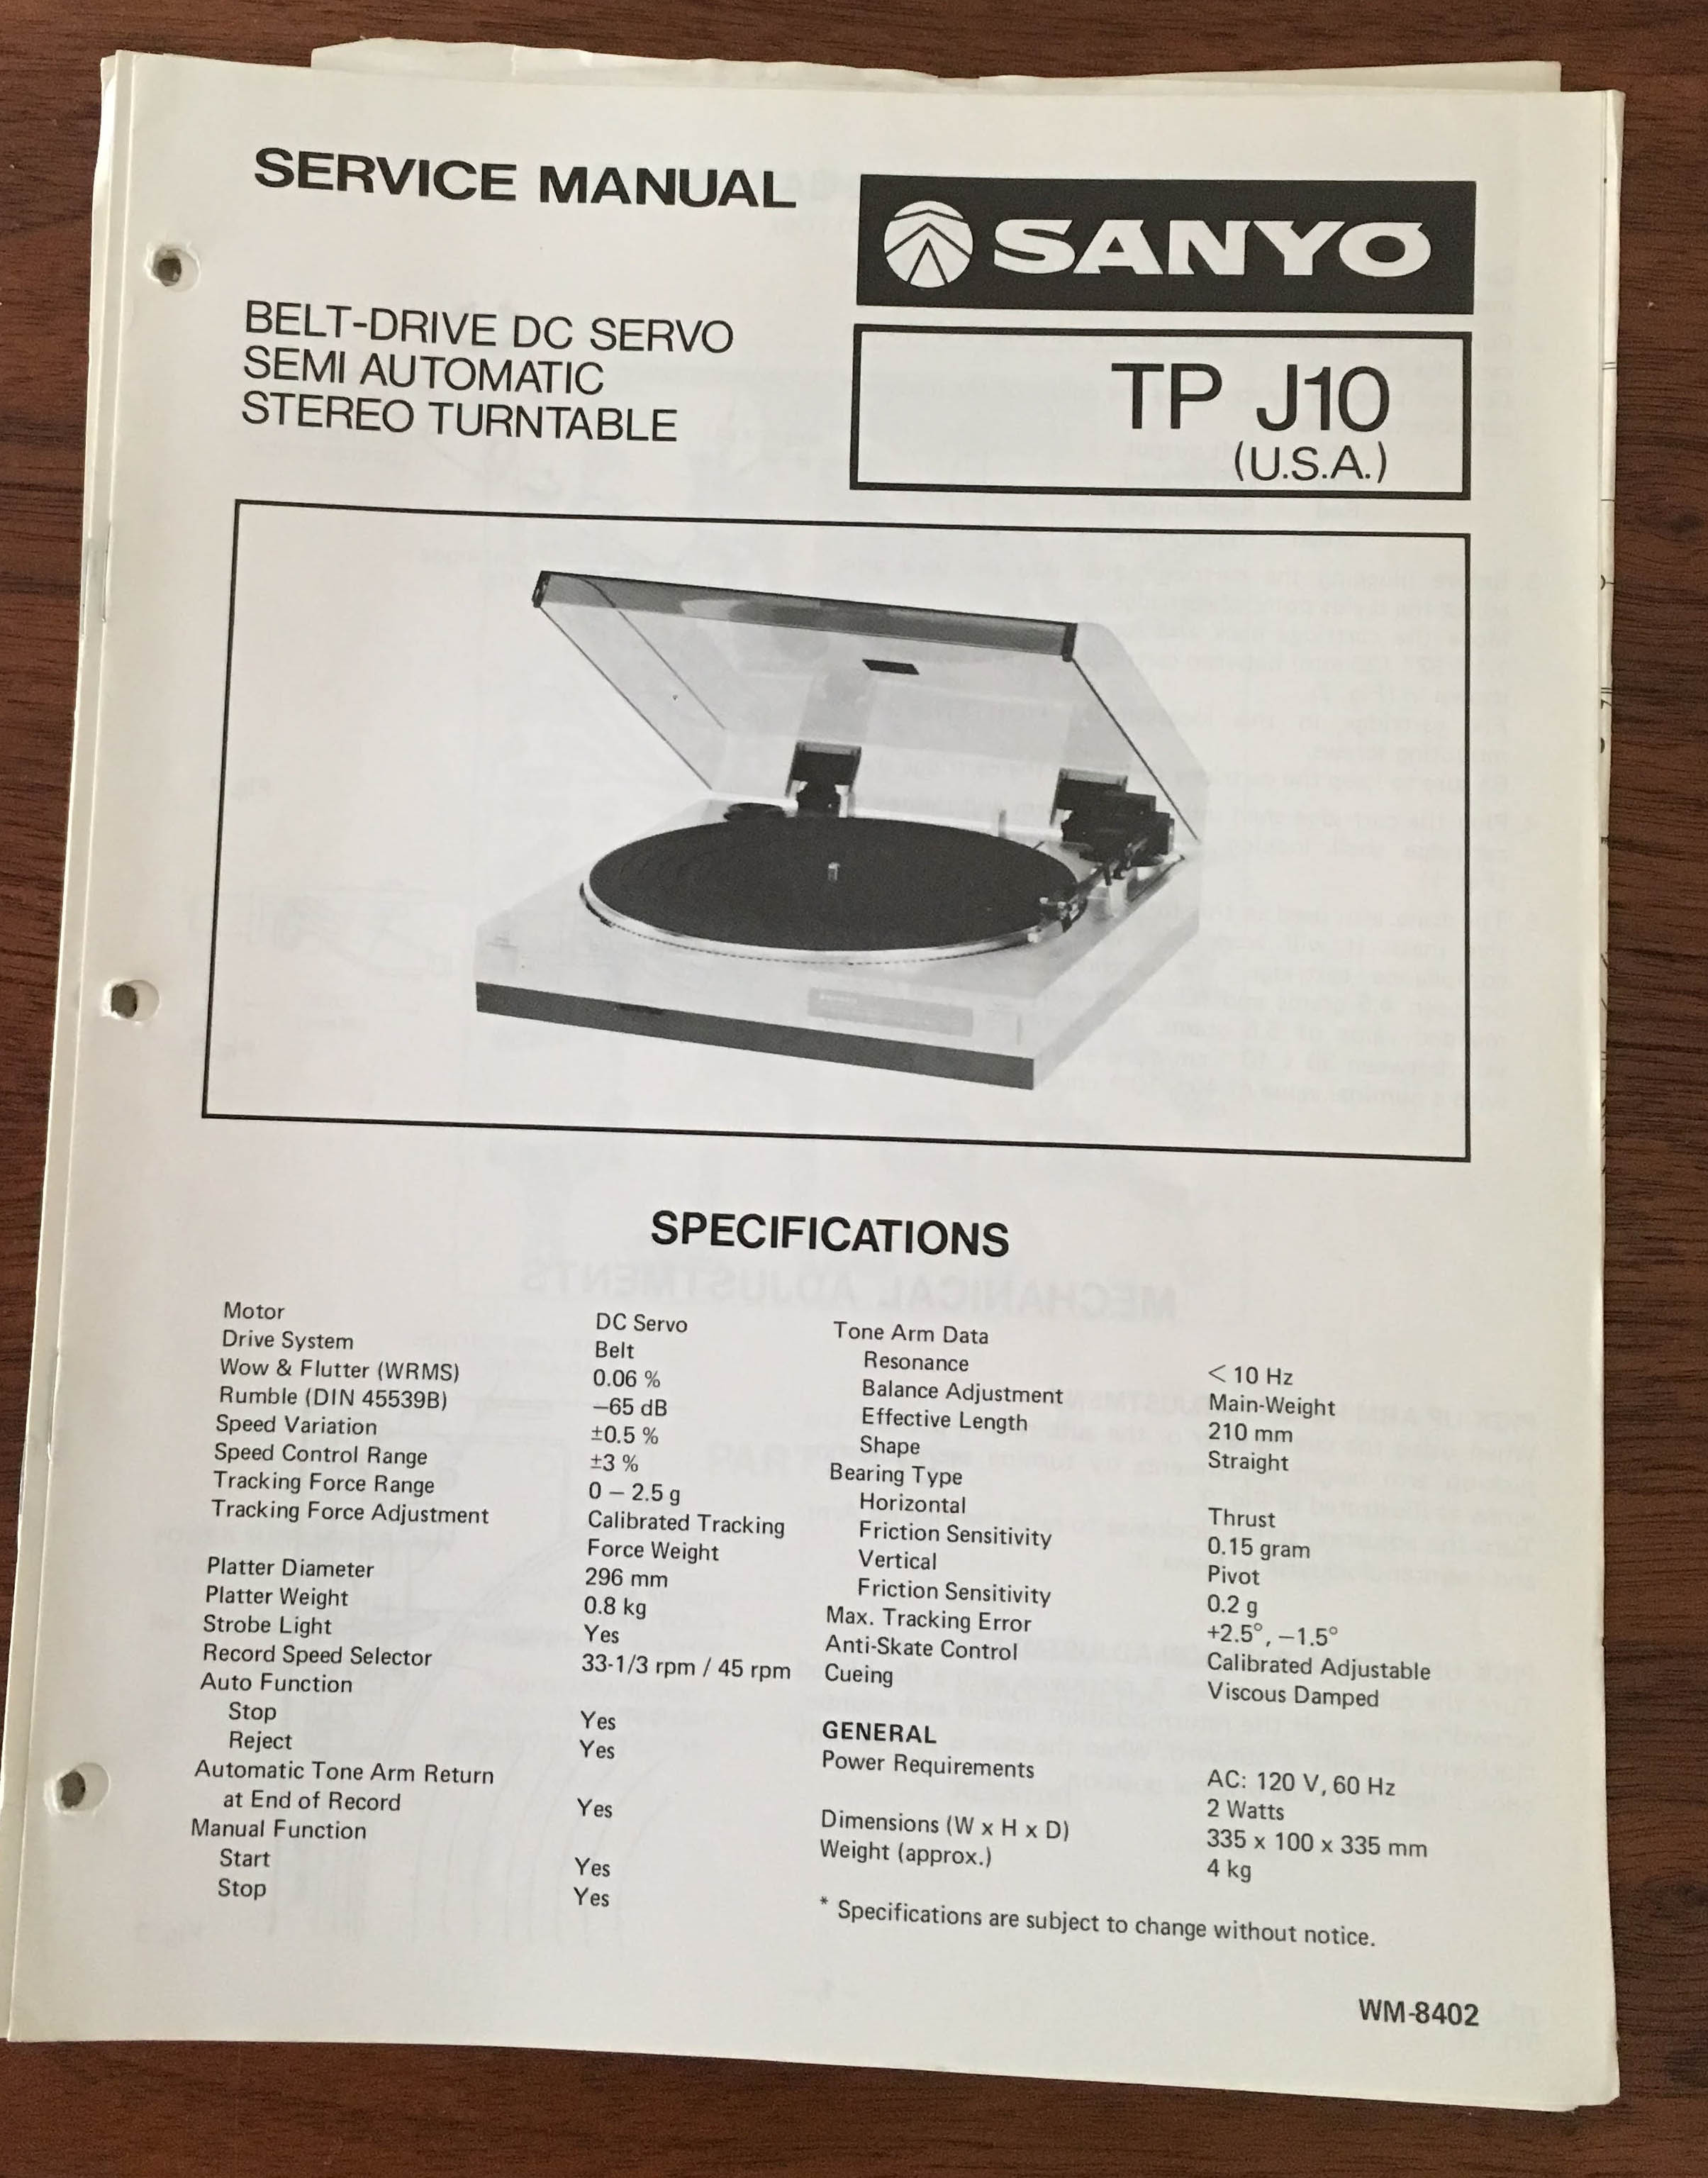 SERVICE MANUAL
SANYO
BELT-DRIVE DC SERVO
SEMI AUTOMATIC
STEREO TURNTABLE
TP J10
(U.S.A.)
SPECIFICATIONS
Motor DC Servo
Drive System Belt
Wow & Flutter (WRMS) 0.06 %
Rumble (DIN 45539B) −65 dB
Speed Variation ±0.5 %
Speed Control Range ±3 %
Tracking Force Range 0 – 2.5 g
Tracking Force Adjustment Calibrated Tracking
Force Weight
Platter Diameter 296 mm
Platter Weight 0.8 kg
Strobe Light Yes
Record Speed Selector 33-1/3 rpm / 45 rpm
Auto Function
Stop Yes
Reject Yes
Automatic Tone Arm Return
at End of Record Yes
Manual Function
Start Yes
Stop Yes
Tone Arm Data
Resonance < 10 Hz
Balance Adjustment Main-Weight
Effective Length 210 mm
Shape Straight
Bearing Type
Horizontal Thrust
Friction Sensitivity 0.15 gram
Vertical Pivot
Friction Sensitivity 0.2 g
Max. Tracking Error +2.5°, −1.5°
Anti-Skate Control Calibrated Adjustable
Cueing Viscous Damped
GENERAL
Power Requirements AC: 120 V, 60 Hz
2 Watts
Dimensions (W x H x D) 335 x 100 x 335 mm
Weight (approx.) 4 kg
* Specifications are subject to change without notice.
WM-8402
MECHANICAL ADJUSTMENTS